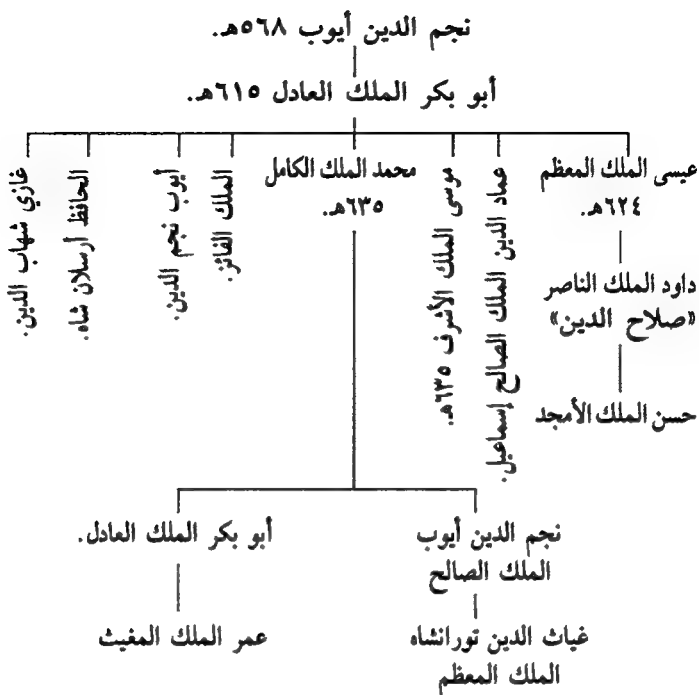 نجم الدين أيوب ٥٦٨هـ.
أبو بكر الملك العادل ٦١٥هـ.
عيسى الملك المعظم
٦٢٤هـ.
عماد الدين الملك الصالح إسماعيل.
موسى الملك الأشرف ٦٣٥هـ.
محمد الملك الكامل
٦٣٥هـ.
الملك الفائز.
أيوب نجم الدين.
الحافظ أرسلان شاه.
غازي شهاب الدين.
داود الملك الناصر
«صلاح الدين»
حسن الملك الأمجد
نجم الدين أيوب
الملك الصالح
أبو بكر الملك العادل.
غياث الدين تورانشاه
الملك المعظم
عمر الملك المغيث